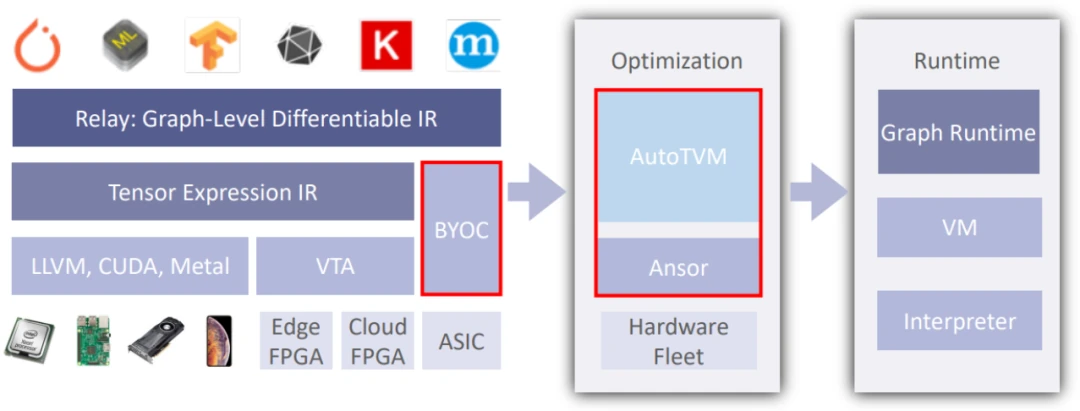 ML
K
m
Relay: Graph-Level Differentiable IR
Tensor Expression IR
BYOC
LLVM, CUDA, Metal
VTA
Edge
FPGA
Cloud
FPGA
ASIC
Optimization
AutoTVM
Ansor
Hardware
Fleet
Runtime
Graph Runtime
VM
Interpreter